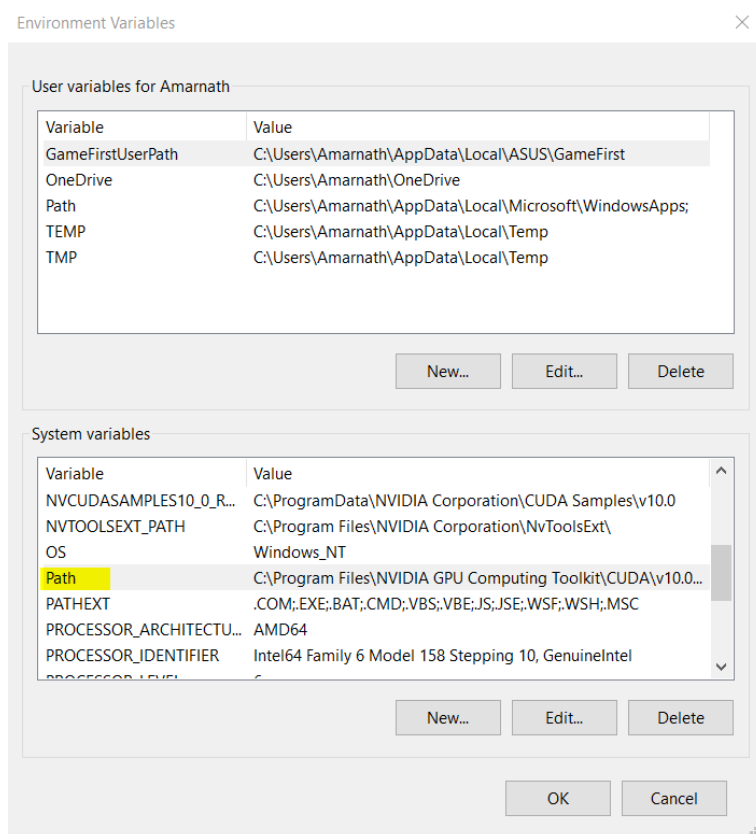 Environment Variables
User variables for Amarnath
Variable Value
GameFirstUserPath C:\Users\Amarnath\AppData\Local\ASUS\GameFirst
OneDrive C:\Users\Amarnath\OneDrive
Path C:\Users\Amarnath\AppData\Local\Microsoft\WindowsApps;
TEMP C:\Users\Amarnath\AppData\Local\Temp
TMP C:\Users\Amarnath\AppData\Local\Temp
New... Edit... Delete
System variables
Variable Value
NVCUDASAMPLES10_0_R... C:\ProgramData\NVIDIA Corporation\CUDA Samples\v10.0
NVTOOLSEXT_PATH C:\Program Files\NVIDIA Corporation\NvToolsExt\
OS Windows_NT
Path C:\Program Files\NVIDIA GPU Computing Toolkit\CUDA\v10.0...
PATHEXT .COM;.EXE;.BAT;.CMD;.VBS;.VBE;.JS;.JSE;.WSF;.WSH;.MSC
PROCESSOR_ARCHITECTU... AMD64
PROCESSOR_IDENTIFIER Intel64 Family 6 Model 158 Stepping 10, GenuineIntel
New... Edit... Delete
OK Cancel